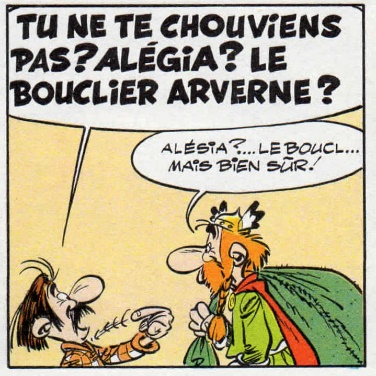 TU NE TE CHOUVIENS
PAS? ALÉGIA? LE
BOUCLIER ARVERNE?
ALÉSIA?... LE BOUCL...
MAIS BIEN SÛR!